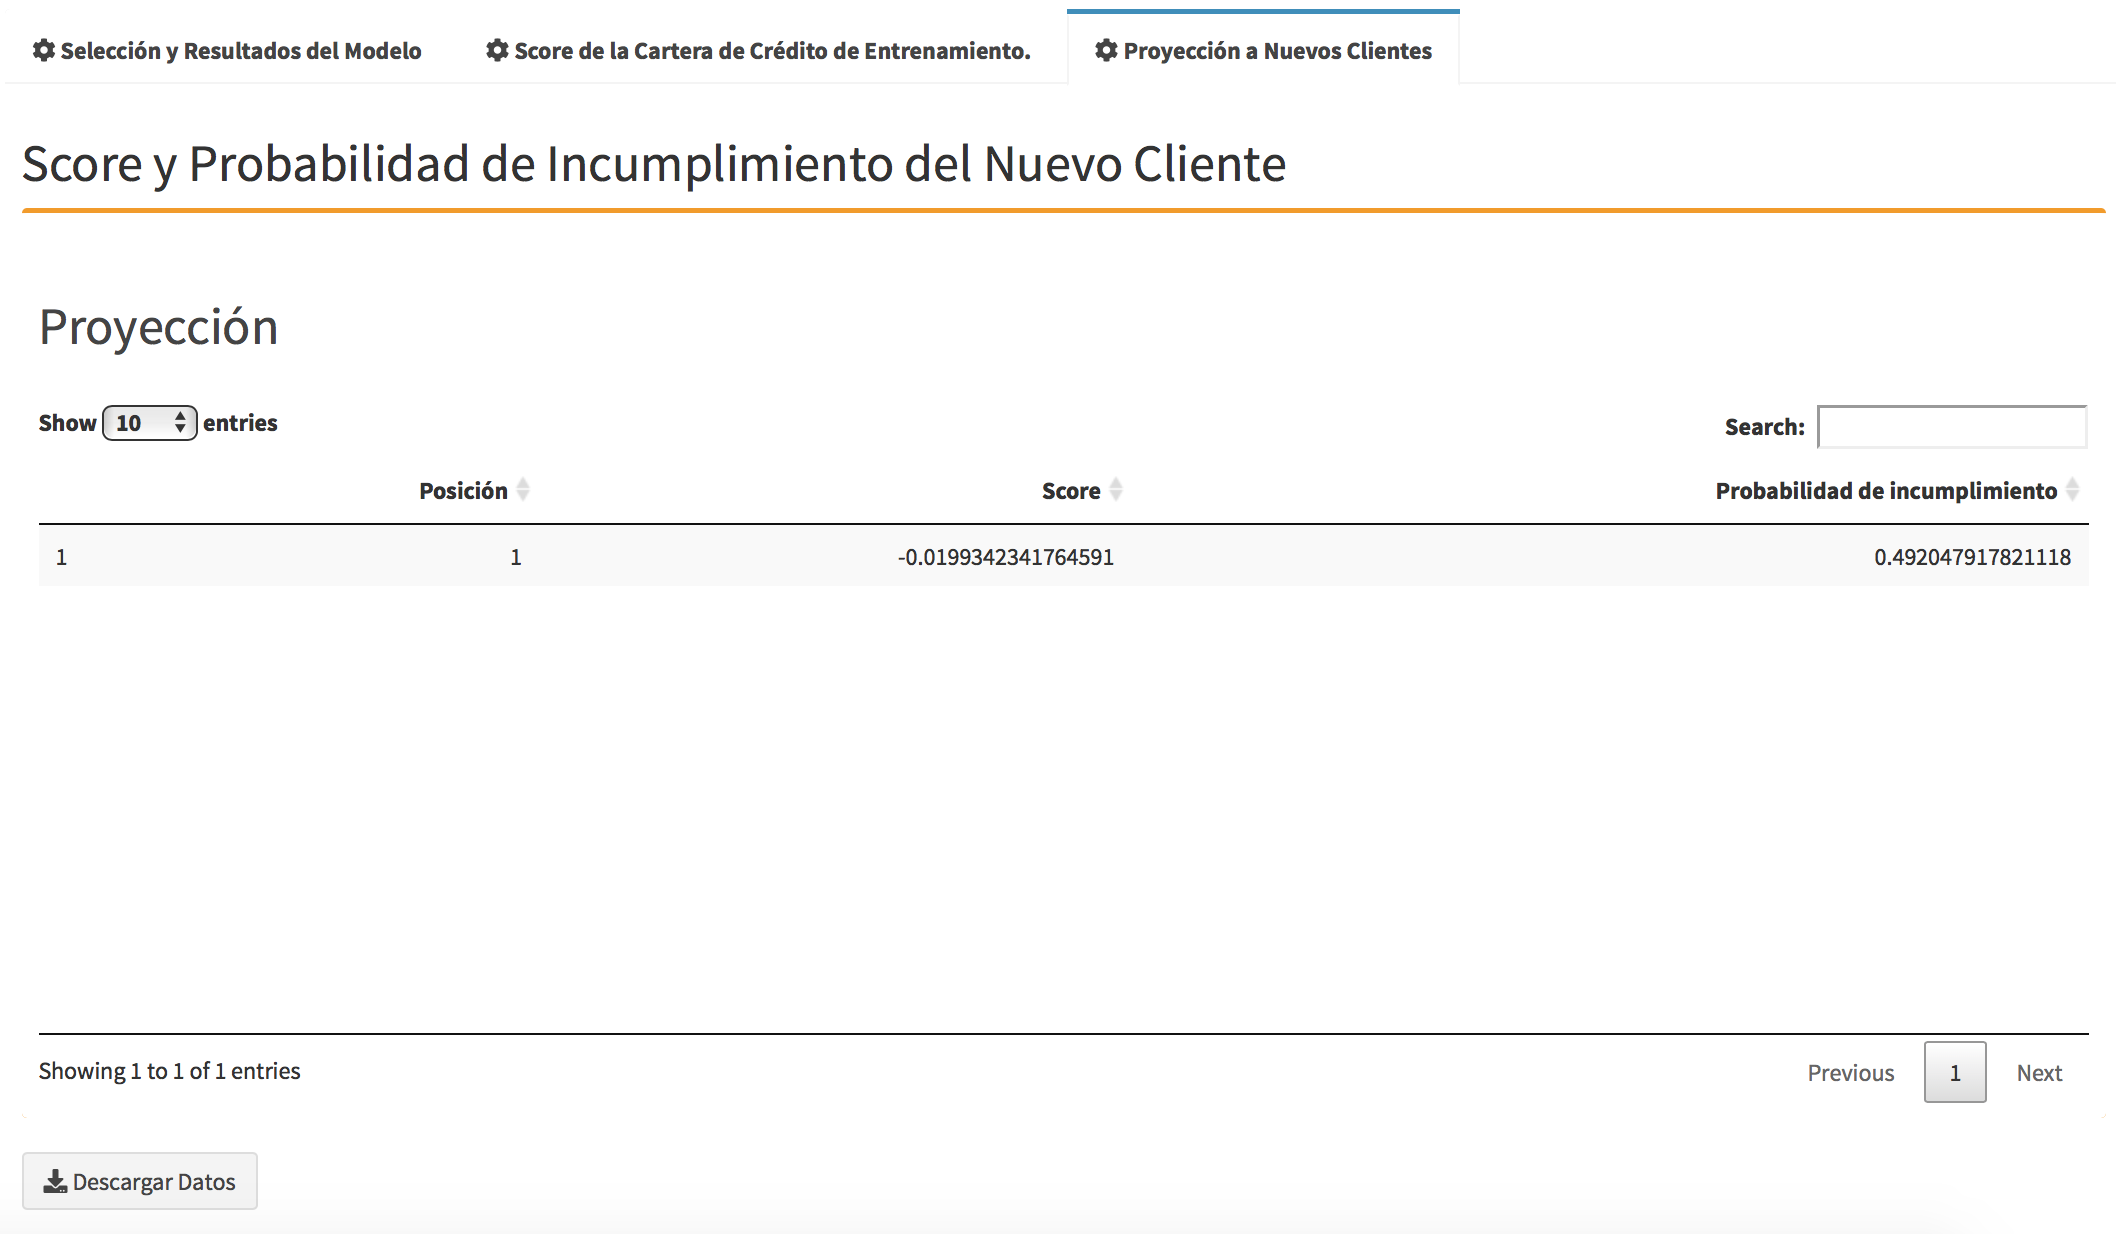 Selección y Resultados del Modelo Score de la Cartera de Crédito de Entrenamiento. Proyección a Nuevos Clientes
Score y Probabilidad de Incumplimiento del Nuevo Cliente
Proyección
Show 10 entries Search:
Posición Score Probabilidad de incumplimiento
1 1 -0.0199342341764591 0.492047917821118
Showing 1 to 1 of 1 entries Previous 1 Next
Descargar Datos